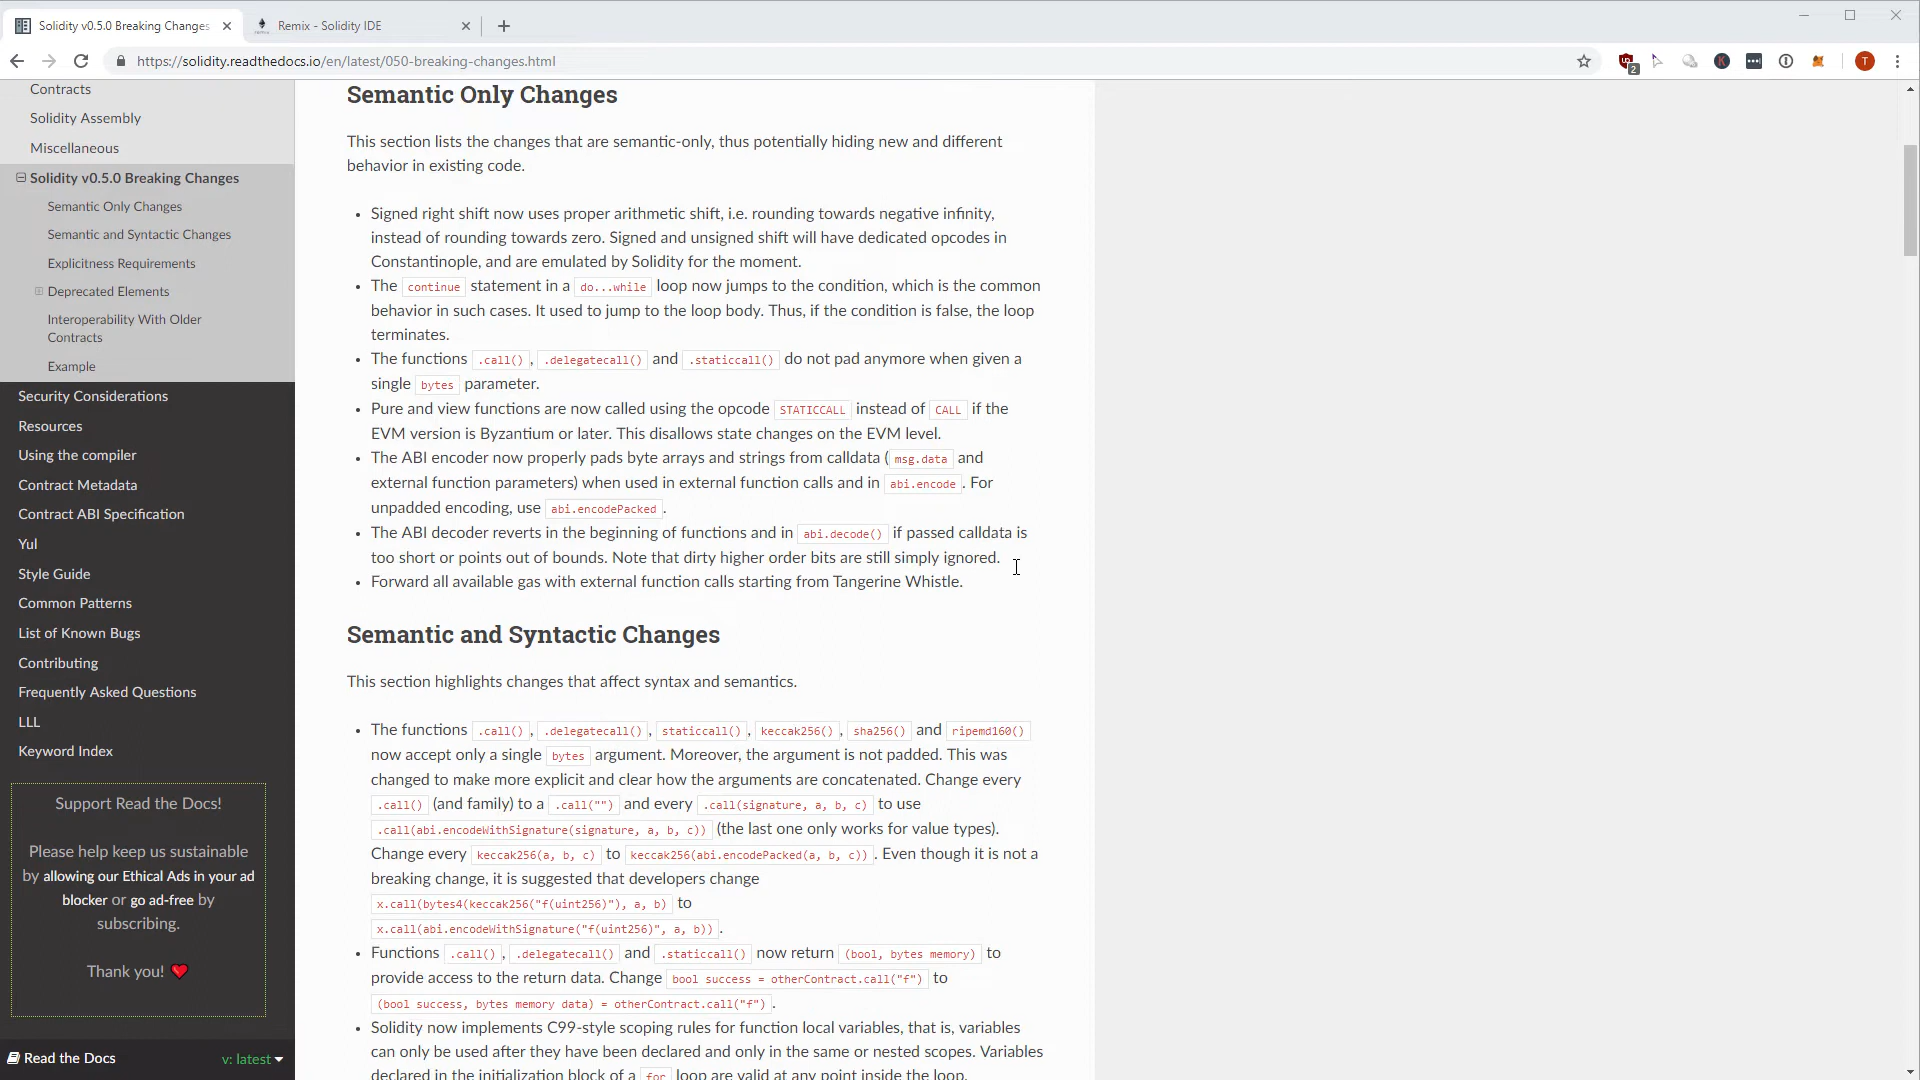 Solidity v0.5.0 Breaking Changes
Remix - Solidity IDE
https://solidity.readthedocs.io/en/latest/050-breaking-changes.html
2
T
Contracts
Solidity Assembly
Miscellaneous
Solidity v0.5.0 Breaking Changes
Semantic Only Changes
Semantic and Syntactic Changes
Explicitness Requirements
Deprecated Elements
Interoperability With Older
Contracts
Example
Security Considerations
Resources
Using the compiler
Contract Metadata
Contract ABI Specification
Yul
Style Guide
Common Patterns
List of Known Bugs
Contributing
Frequently Asked Questions
LLL
Keyword Index
Support Read the Docs!
Please help keep us sustainable
by allowing our Ethical Ads in your ad
blocker or go ad-free by
subscribing.
Thank you! ❤
Read the Docs
v: latest
Semantic Only Changes
This section lists the changes that are semantic-only, thus potentially hiding new and different
behavior in existing code.
• Signed right shift now uses proper arithmetic shift, i.e. rounding towards negative infinity,
instead of rounding towards zero. Signed and unsigned shift will have dedicated opcodes in
Constantinople, and are emulated by Solidity for the moment.
• The continue statement in a do...while loop now jumps to the condition, which is the common
behavior in such cases. It used to jump to the loop body. Thus, if the condition is false, the loop
terminates.
• The functions .call(), .delegatecall() and .staticcall() do not pad anymore when given a
single bytes parameter.
• Pure and view functions are now called using the opcode STATICCALL instead of CALL if the
EVM version is Byzantium or later. This disallows state changes on the EVM level.
• The ABI encoder now properly pads byte arrays and strings from calldata (msg.data and
external function parameters) when used in external function calls and in abi.encode. For
unpadded encoding, use abi.encodePacked.
• The ABI decoder reverts in the beginning of functions and in abi.decode() if passed calldata is
too short or points out of bounds. Note that dirty higher order bits are still simply ignored.
• Forward all available gas with external function calls starting from Tangerine Whistle.
Semantic and Syntactic Changes
This section highlights changes that affect syntax and semantics.
• The functions .call(), .delegatecall(), staticcall(), keccak256(), sha256() and ripemd160()
now accept only a single bytes argument. Moreover, the argument is not padded. This was
changed to make more explicit and clear how the arguments are concatenated. Change every
.call() (and family) to a .call("") and every .call(signature, a, b, c) to use
.call(abi.encodeWithSignature(signature, a, b, c)) (the last one only works for value types).
Change every keccak256(a, b, c) to keccak256(abi.encodePacked(a, b, c)). Even though it is not a
breaking change, it is suggested that developers change
x.call(bytes4(keccak256("f(uint256)"), a, b) to
x.call(abi.encodeWithSignature("f(uint256)", a, b)).
• Functions .call(), .delegatecall() and .staticcall() now return (bool, bytes memory) to
provide access to the return data. Change bool success = otherContract.call("f") to
(bool success, bytes memory data) = otherContract.call("f").
• Solidity now implements C99-style scoping rules for function local variables, that is, variables
can only be used after they have been declared and only in the same or nested scopes. Variables
declared in the initialization block of a for loop are valid at any point inside the loop.